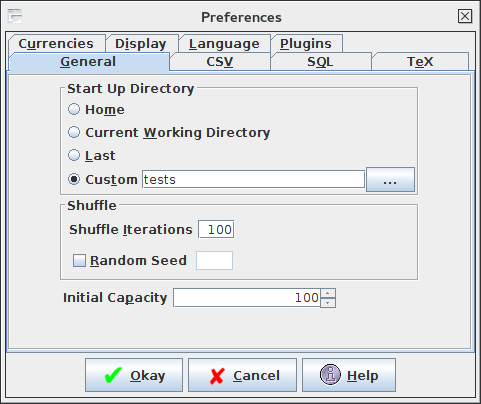 Preferences
Currencies Display Language Plugins
General CSV SQL TeX
Start Up Directory
Home
Current Working Directory
Last
Custom tests ...
Shuffle
Shuffle Iterations 100
Random Seed
Initial Capacity 100
Okay Cancel Help